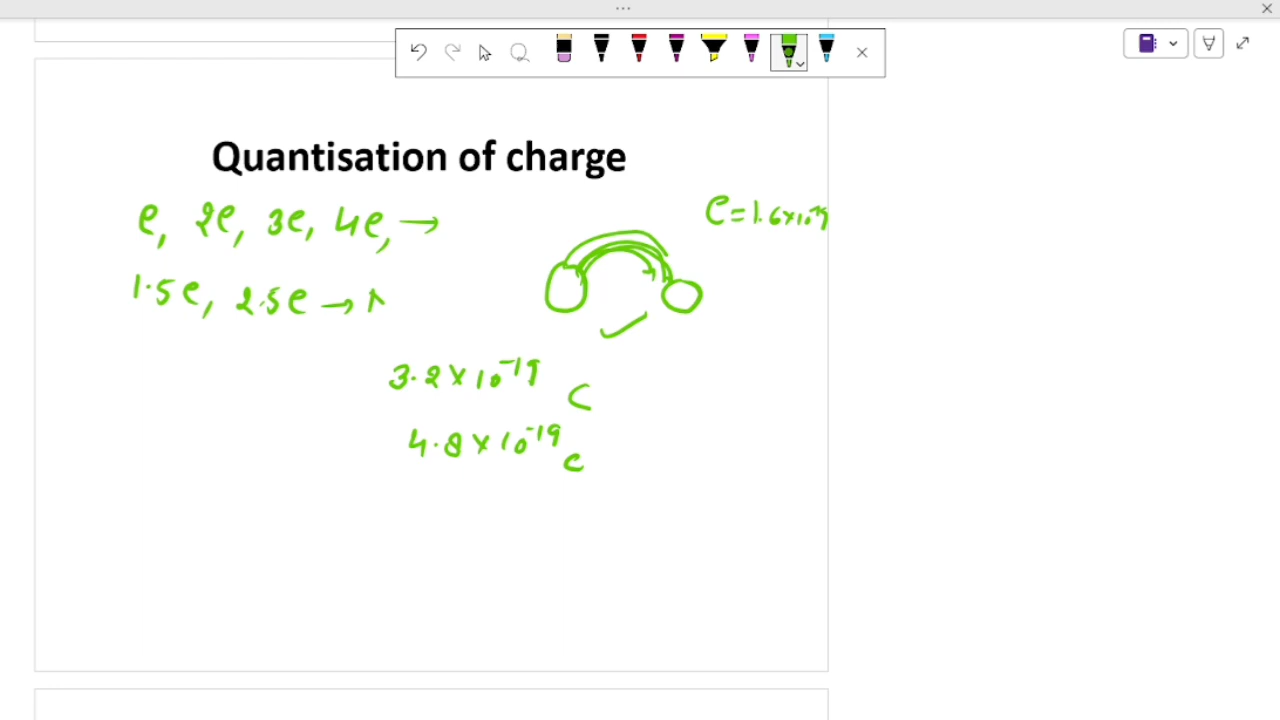 Quantisation of charge
e, 2e, 3e, 4e, →
e = 1.6×10⁻¹⁹
1.5e, 2.5e →
3.2 × 10⁻¹⁹ C
4.8 × 10⁻¹⁹ C